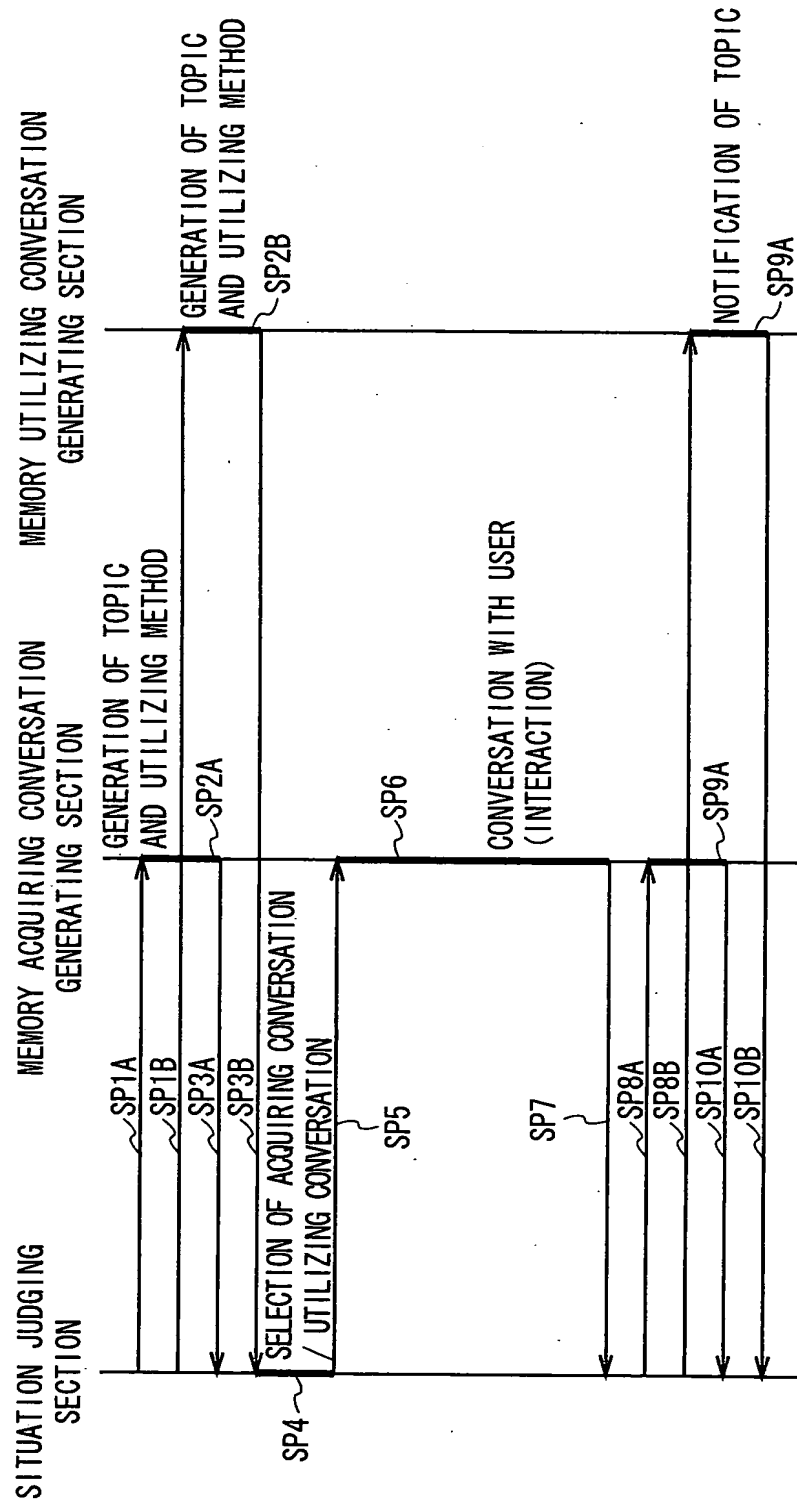 SITUATION JUDGING
SECTION
MEMORY ACQUIRING CONVERSATION
GENERATING SECTION
MEMORY UTILIZING CONVERSATION
GENERATING SECTION
GENERATION OF TOPIC
AND UTILIZING METHOD
GENERATION OF TOPIC
AND UTILIZING METHOD
SP1A
SP1B
SP2A
SP2B
SP3A
SP3B
SELECTION OF ACQUIRING CONVERSATION
/ UTILIZING CONVERSATION
SP4
SP5
SP6
CONVERSATION WITH USER
(INTERACTION)
SP7
SP8A
SP8B
SP9A
NOTIFICATION OF TOPIC
SP9A
SP10A
SP10B